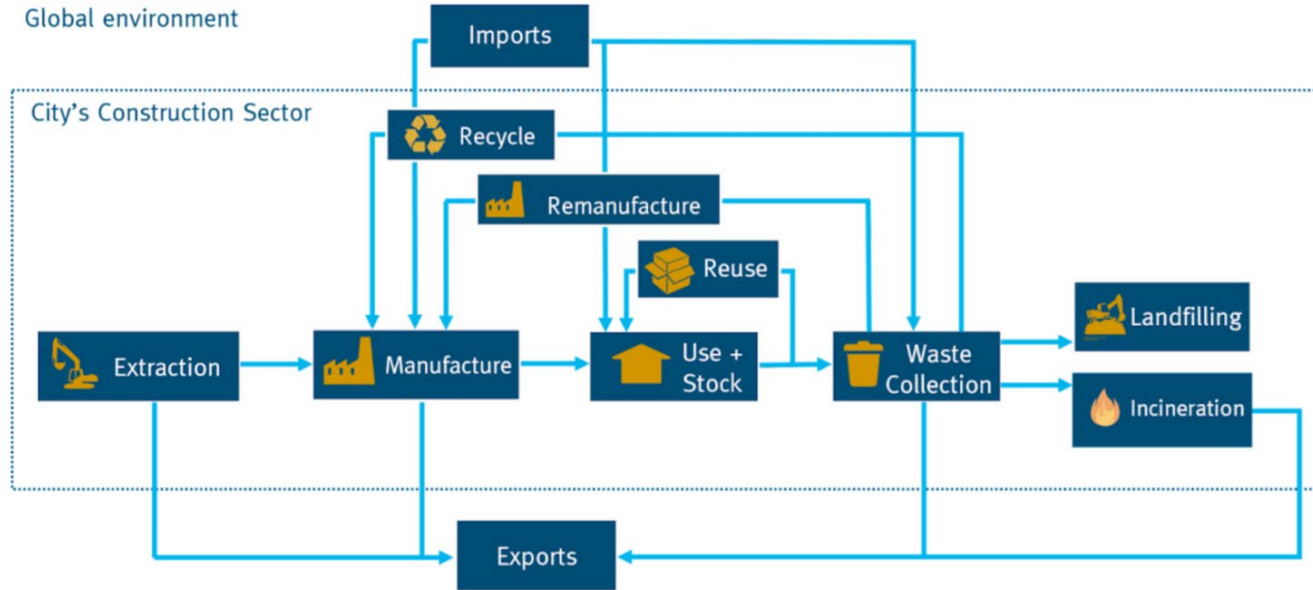 Global environment
Imports
City's Construction Sector
Recycle
Remanufacture
Reuse
Extraction
Manufacture
Use +
Stock
Waste
Collection
Landfilling
Incineration
Exports